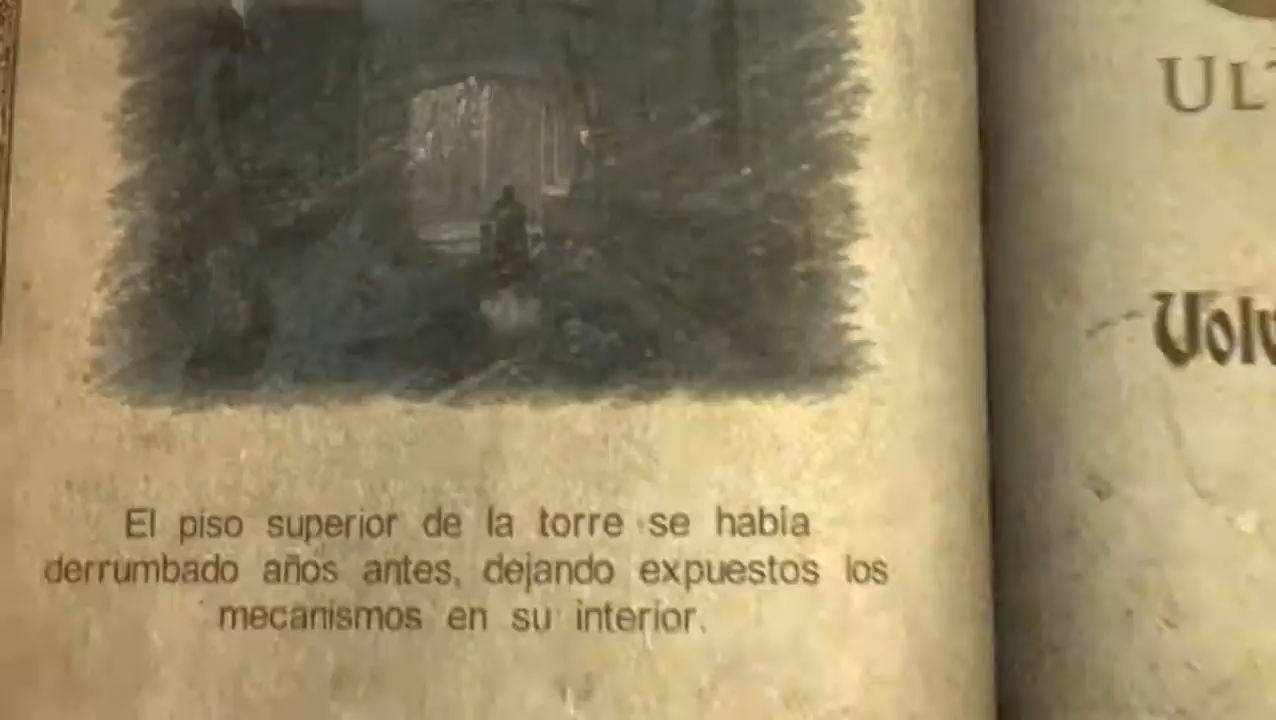 El piso superior de la torre se había
derrumbado años antes, dejando expuestos los
mecanismos en su interior.